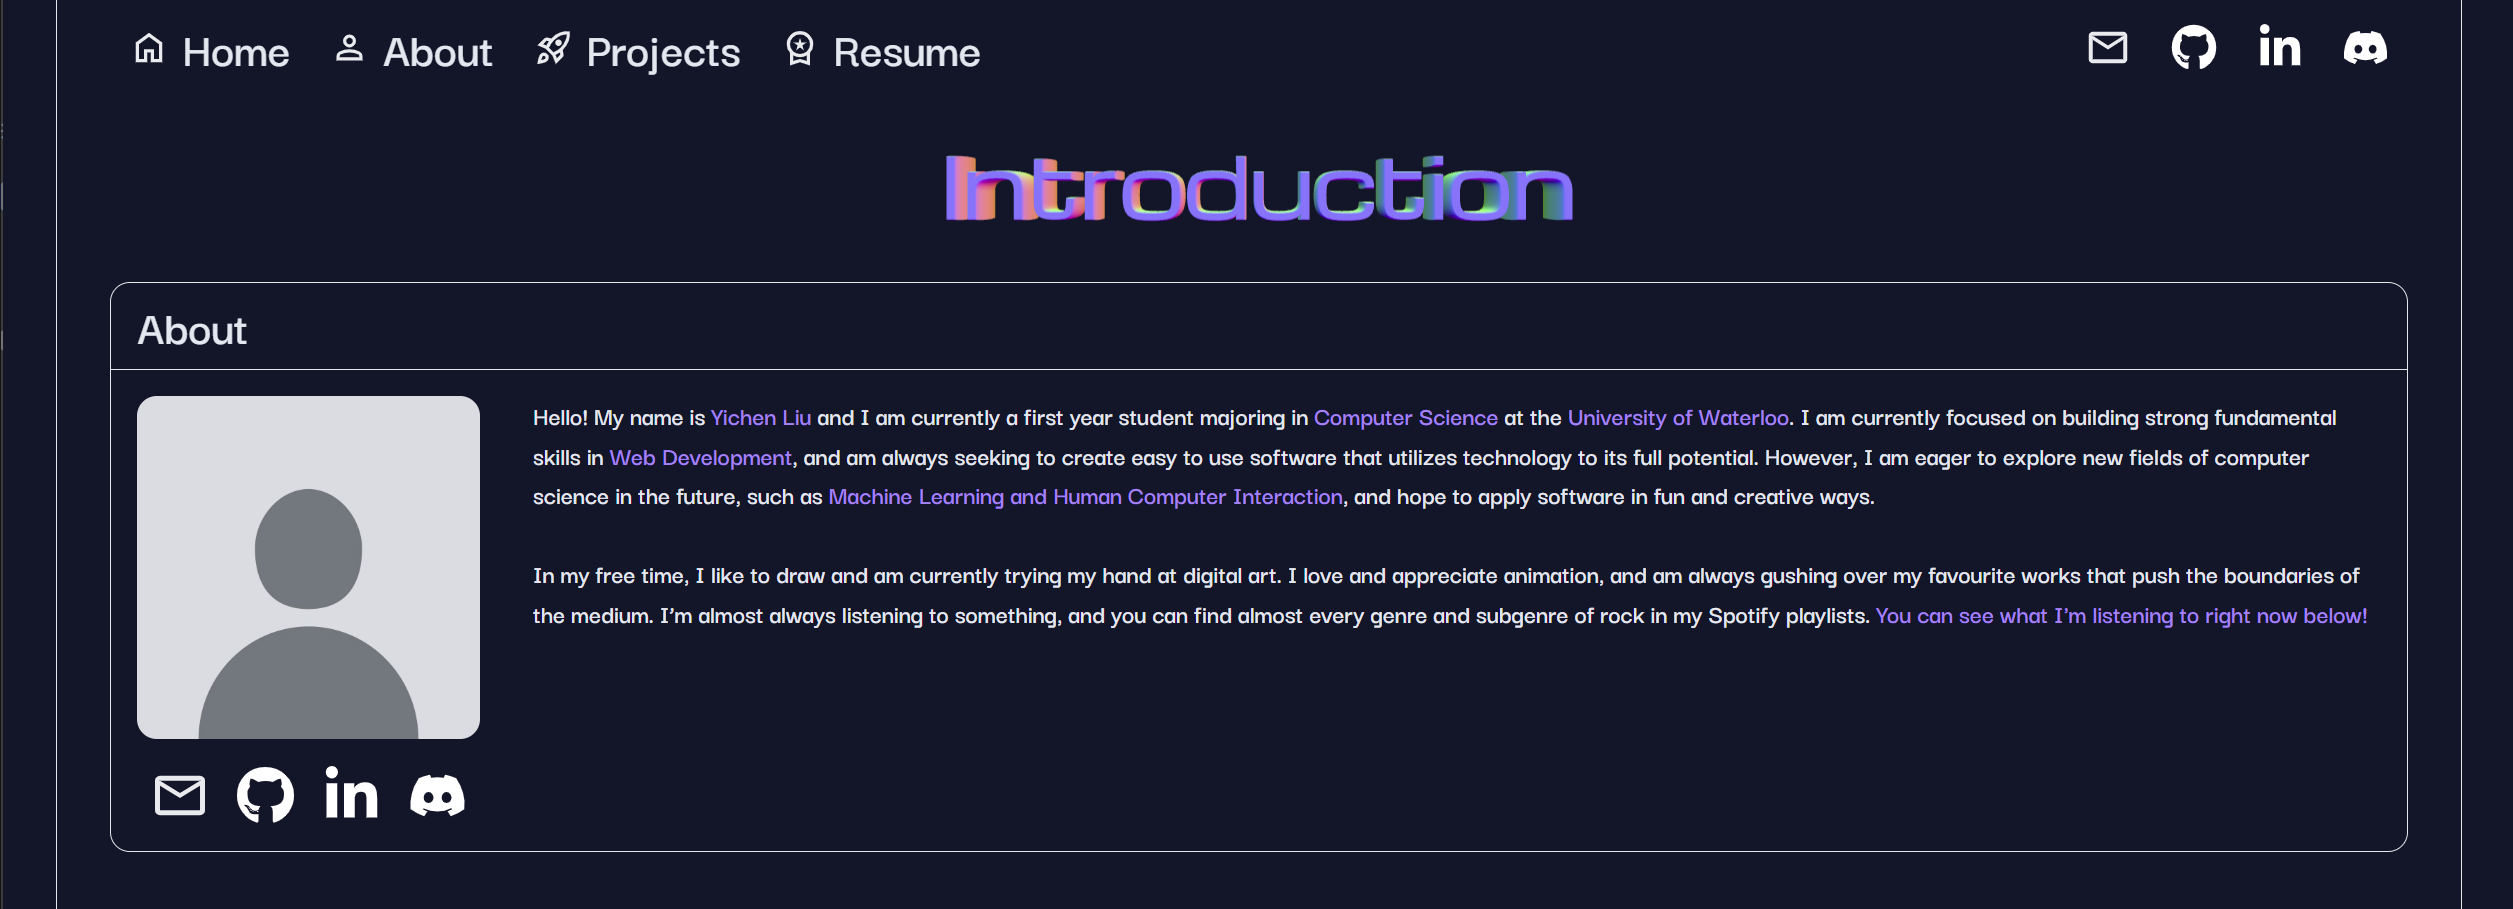 Home About Projects Resume
Introduction
About
Hello! My name is Yichen Liu and I am currently a first year student majoring in Computer Science at the University of Waterloo. I am currently focused on building strong fundamental
skills in Web Development, and am always seeking to create easy to use software that utilizes technology to its full potential. However, I am eager to explore new fields of computer
science in the future, such as Machine Learning and Human Computer Interaction, and hope to apply software in fun and creative ways.
In my free time, I like to draw and am currently trying my hand at digital art. I love and appreciate animation, and am always gushing over my favourite works that push the boundaries of
the medium. I'm almost always listening to something, and you can find almost every genre and subgenre of rock in my Spotify playlists. You can see what I'm listening to right now below!